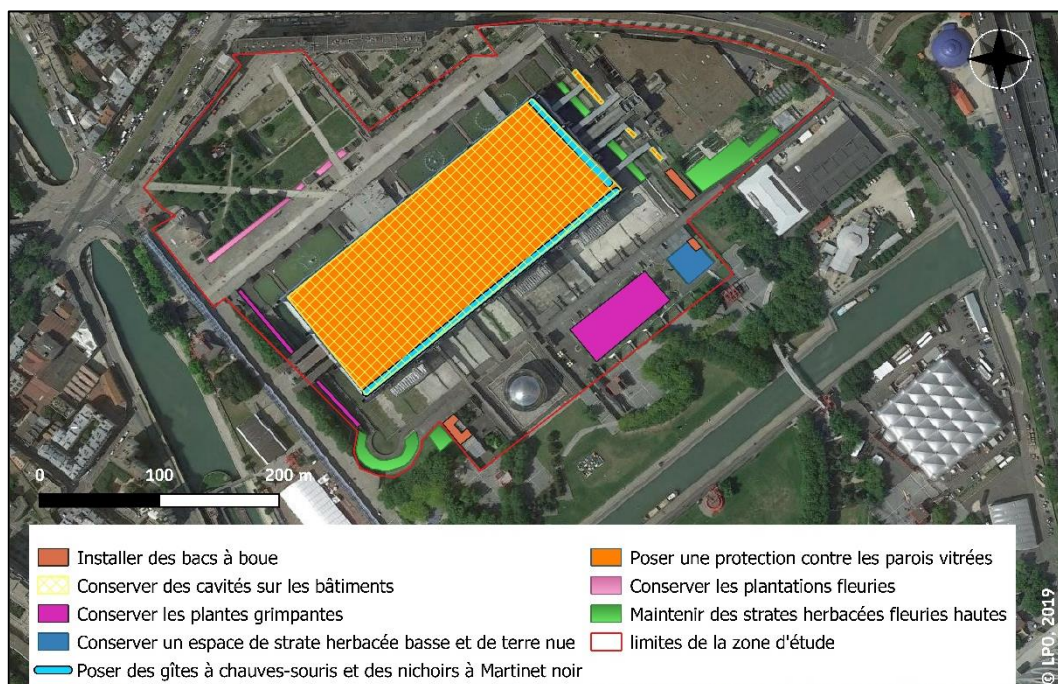 0 100 200 m
Installer des bacs à boue
Conserver des cavités sur les bâtiments
Conserver les plantes grimpantes
Conserver un espace de strate herbacée basse et de terre nue
Poser des gîtes à chauves-souris et des nichoirs à Martinet noir
Poser une protection contre les parois vitrées
Conserver les plantations fleuries
Maintenir des strates herbacées fleuries hautes
limites de la zone d'étude
© LPO 2019